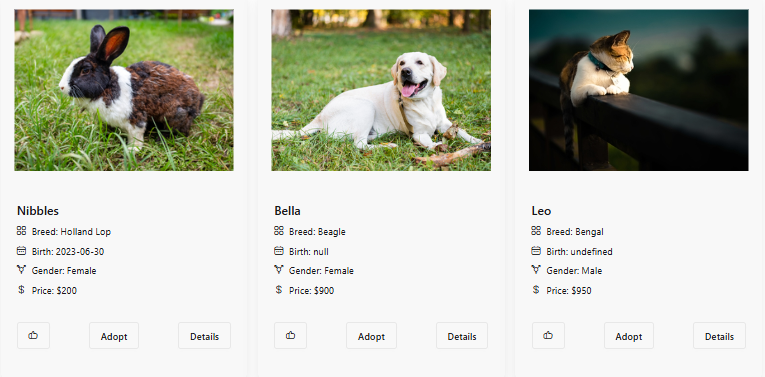 Nibbles
Breed: Holland Lop
Birth: 2023-06-30
Gender: Female
Price: $200
Adopt
Details
Bella
Breed: Beagle
Birth: null
Gender: Female
Price: $900
Adopt
Details
Leo
Breed: Bengal
Birth: undefined
Gender: Male
Price: $950
Adopt
Details